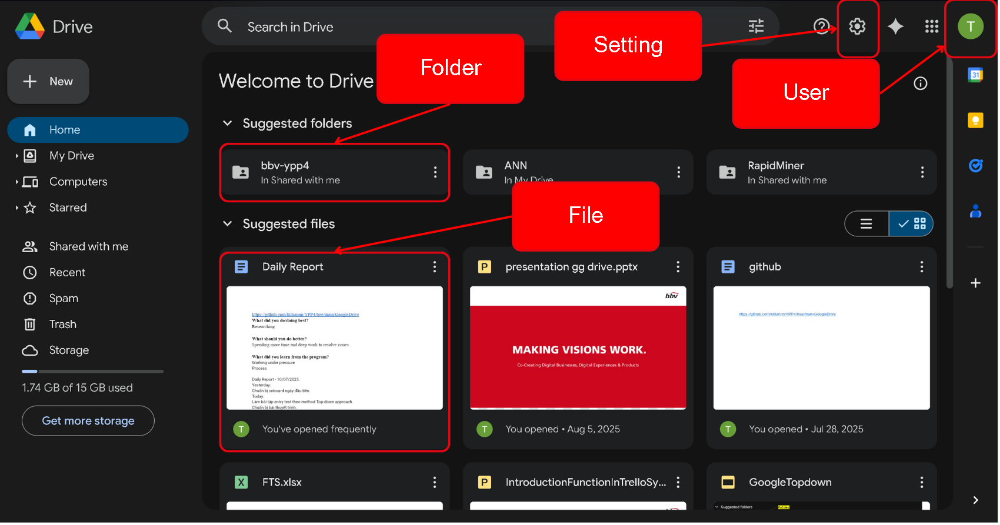 Drive
Search in Drive
Setting
T
Folder
User
31
New
Welcome to Drive
Home
My Drive
Computers
Starred
Shared with me
Recent
Spam
Trash
Storage
1.74 GB of 15 GB used
Get more storage
Suggested folders
bbv-ypp4
In Shared with me
ANN
In My Drive
RapidMiner
In Shared with me
File
Suggested files
Daily Report
https://github.com/killiannn/YPP4/tree/main/GoogleDrive
What did you do/doing best?
Researching
What should you do better?
Spending more time and deep work to resolve issues
What did you learn from the program?
Working under pressure
Process
Daily Report - 10/07/2025.
Yesterday:
Chuẩn bị onboard ngày đầu tiên.
Today:
Làm bài tập entry test theo method Top-down approach.
Chuẩn bị bài thuyết trình.
T
You've opened frequently
P
presentation gg drive.pptx
bbv
MAKING VISIONS WORK.
Co-Creating Digital Businesses, Digital Experiences & Products
T
You opened • Aug 5, 2025
github
https://github.com/killiannn/YPP4/tree/main/GoogleDrive
T
You opened • Jul 28, 2025
X
FTS.xlsx
P
IntroductionFunctionInTrelloSy...
GoogleTopdown
Suggested folders
Folder